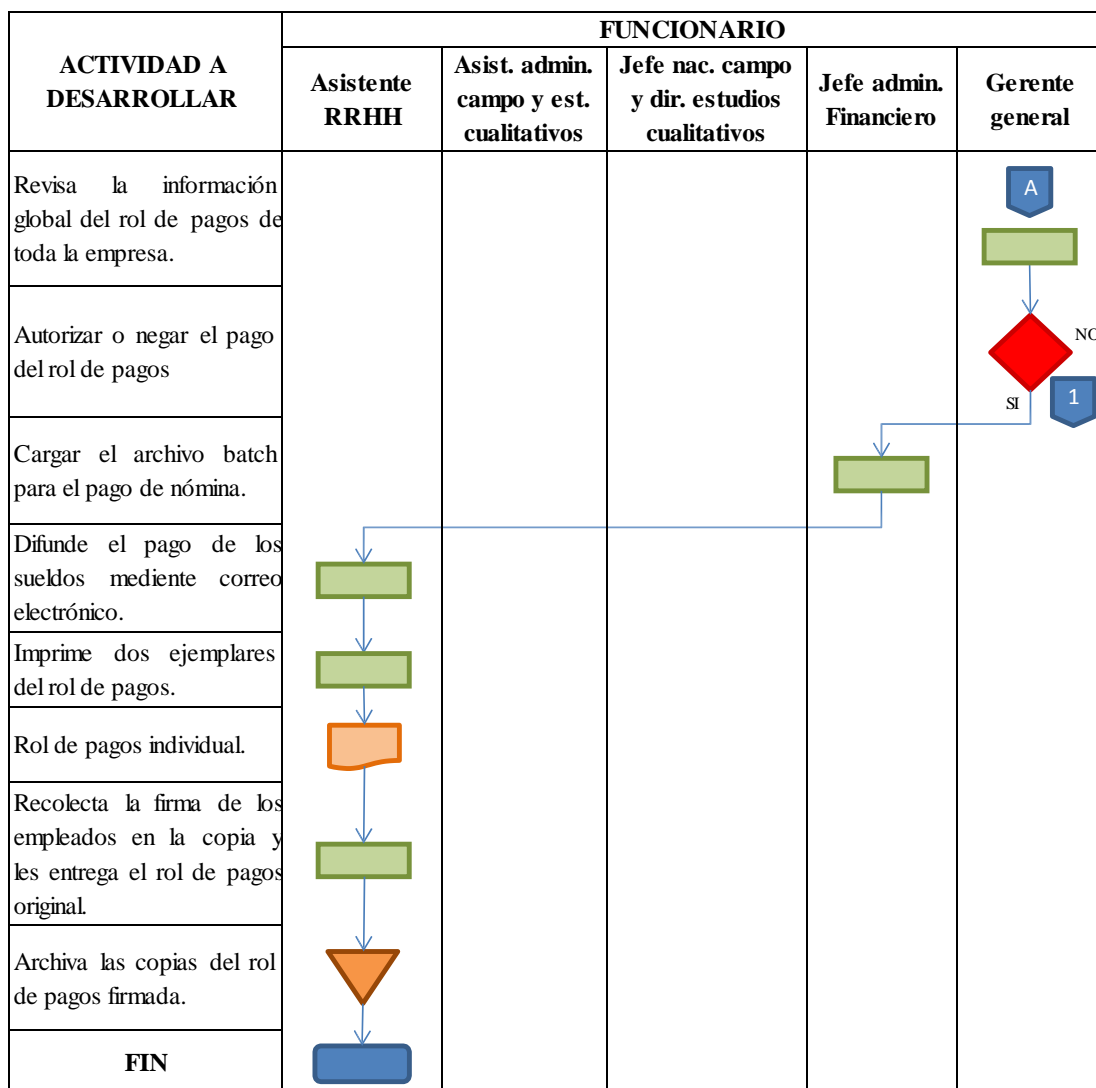 FUNCIONARIO
ACTIVIDAD A
DESARROLLAR
Asistente
RRHH
Asist. admin.
campo y est.
cualitativos
Jefe nac. campo
y dir. estudios
cualitativos
Jefe admin.
Financiero
Gerente
general
Revisa la información
global del rol de pagos de
toda la empresa.
A
Autorizar o negar el pago
del rol de pagos
NO
SI
1
Cargar el archivo batch
para el pago de nómina.
Difunde el pago de los
sueldos mediente correo
electrónico.
Imprime dos ejemplares
del rol de pagos.
Rol de pagos individual.
Recolecta la firma de los
empleados en la copia y
les entrega el rol de pagos
original.
Archiva las copias del rol
de pagos firmada.
FIN